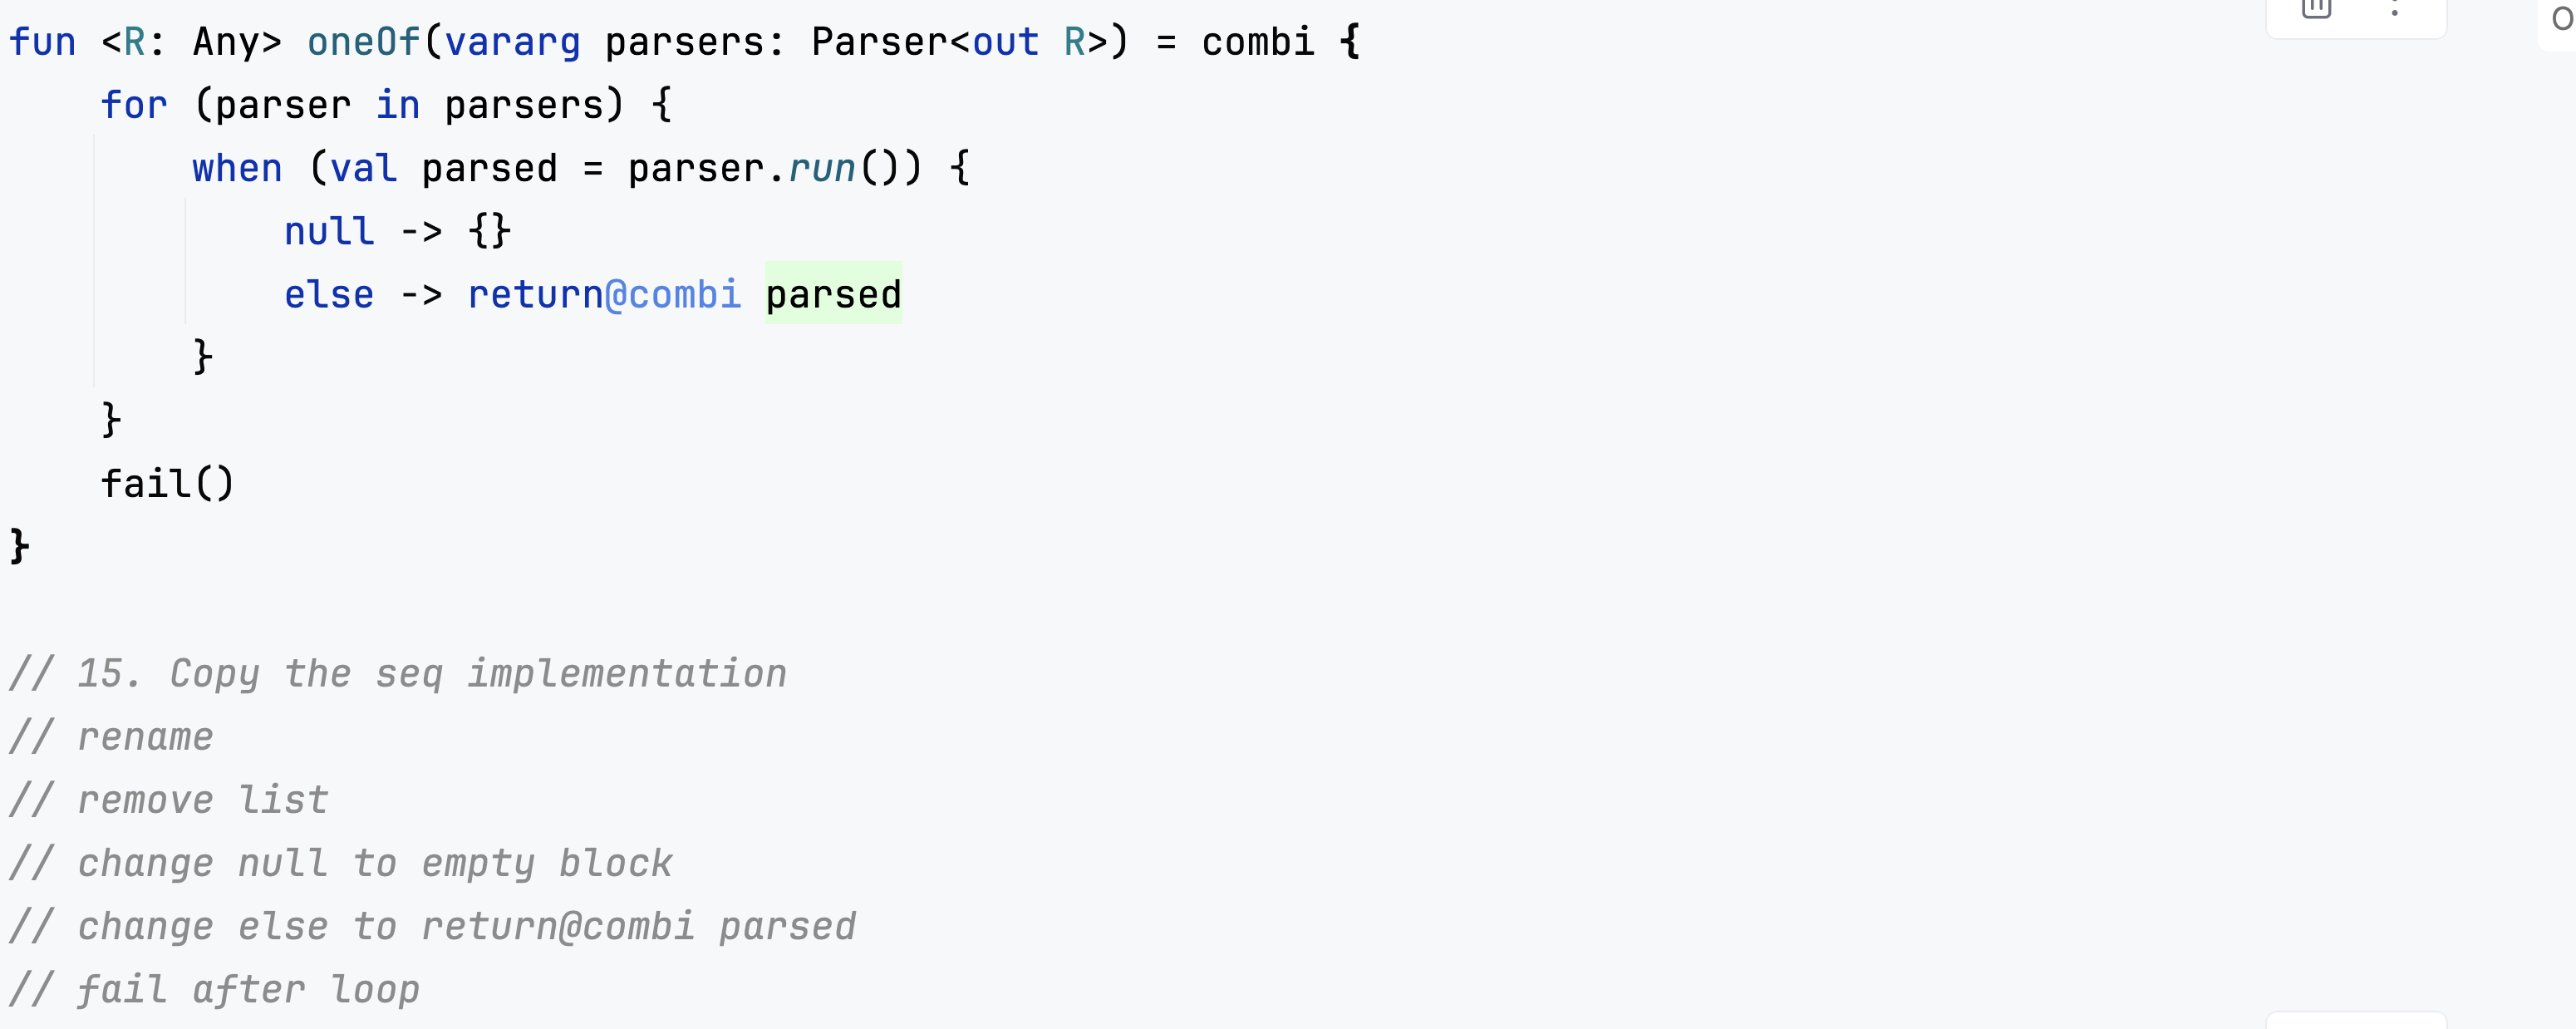 fun <R: Any> oneOf(vararg parsers: Parser<out R>) = combi {
    for (parser in parsers) {
        when (val parsed = parser.run()) {
            null -> {}
            else -> return@combi parsed
        }
    }
    fail()
}

// 15. Copy the seq implementation
// rename
// remove list
// change null to empty block
// change else to return@combi parsed
// fail after loop